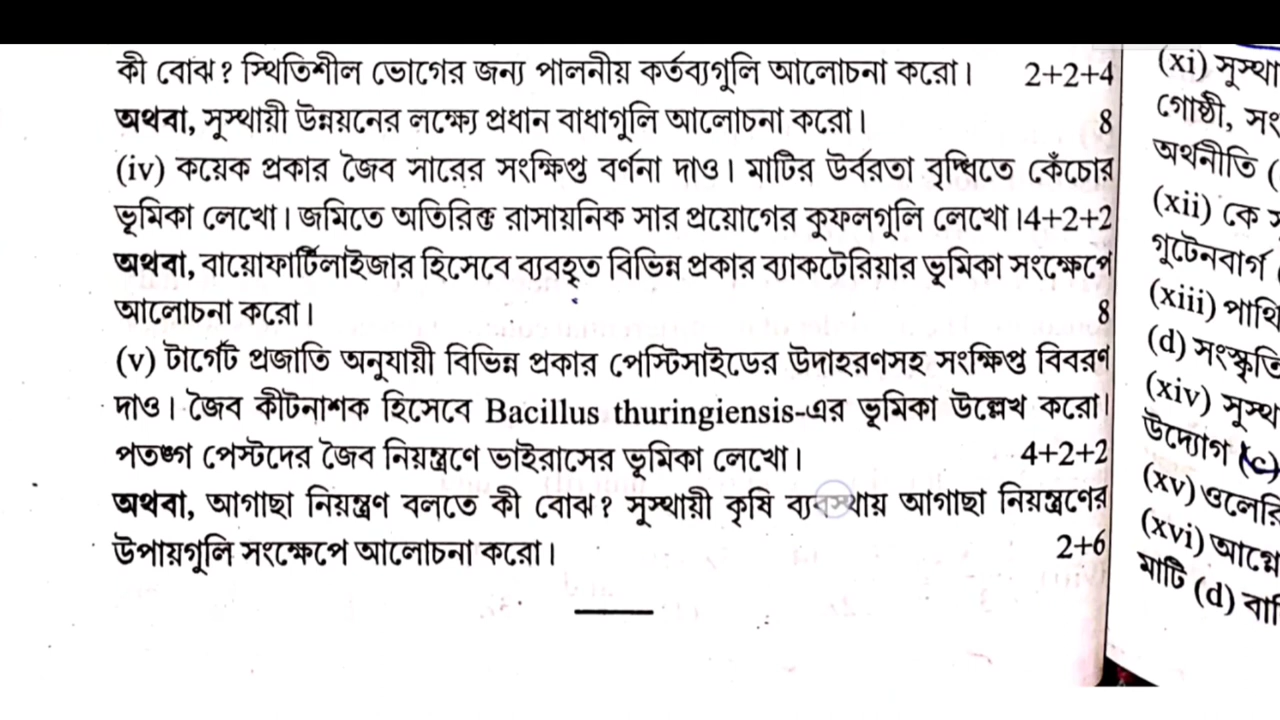 কী বোঝ? স্থিতিশীল ভোগের জন্য পালনীয় কর্তব্যগুলি আলোচনা করো। 2+2+4
অথবা, সুস্থায়ী উন্নয়নের লক্ষ্যে প্রধান বাধাগুলি আলোচনা করো। 8
(iv) কয়েক প্রকার জৈব সারের সংক্ষিপ্ত বর্ণনা দাও। মাটির উর্বরতা বৃদ্ধিতে কেঁচোর
ভূমিকা লেখো। জমিতে অতিরিক্ত রাসায়নিক সার প্রয়োগের কুফলগুলি লেখো।4+2+2
অথবা, বায়োফার্টিলাইজার হিসেবে ব্যবহৃত বিভিন্ন প্রকার ব্যাকটেরিয়ার ভূমিকা সংক্ষেপে
আলোচনা করো। 8
(v) টার্গেট প্রজাতি অনুযায়ী বিভিন্ন প্রকার পেস্টিসাইডের উদাহরণসহ সংক্ষিপ্ত বিবরণ
দাও। জৈব কীটনাশক হিসেবে Bacillus thuringiensis-এর ভূমিকা উল্লেখ করো।
পতঙ্গ পেস্টদের জৈব নিয়ন্ত্রণে ভাইরাসের ভূমিকা লেখো। 4+2+2
অথবা, আগাছা নিয়ন্ত্রণ বলতে কী বোঝ? সুস্থায়ী কৃষি ব্যবস্থায় আগাছা নিয়ন্ত্রণের
উপায়গুলি সংক্ষেপে আলোচনা করো। 2+6
(xi)
গোষ্ঠী,
অর্থনীতি
(xii) কে
গুটেনবার্গ
(xiii)
(d)
(xiv)
উদ্যোগ (c)
(xv)
(xvi)
মাটি (d)